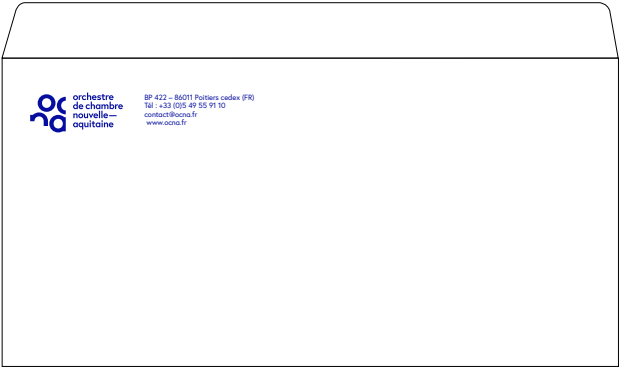 orchestre
de chambre
nouvelle—
aquitaine
BP 422 – 86011 Poitiers cedex (FR)
Tél : +33 (0)5 49 55 91 10
contact@ocna.fr
www.ocna.fr